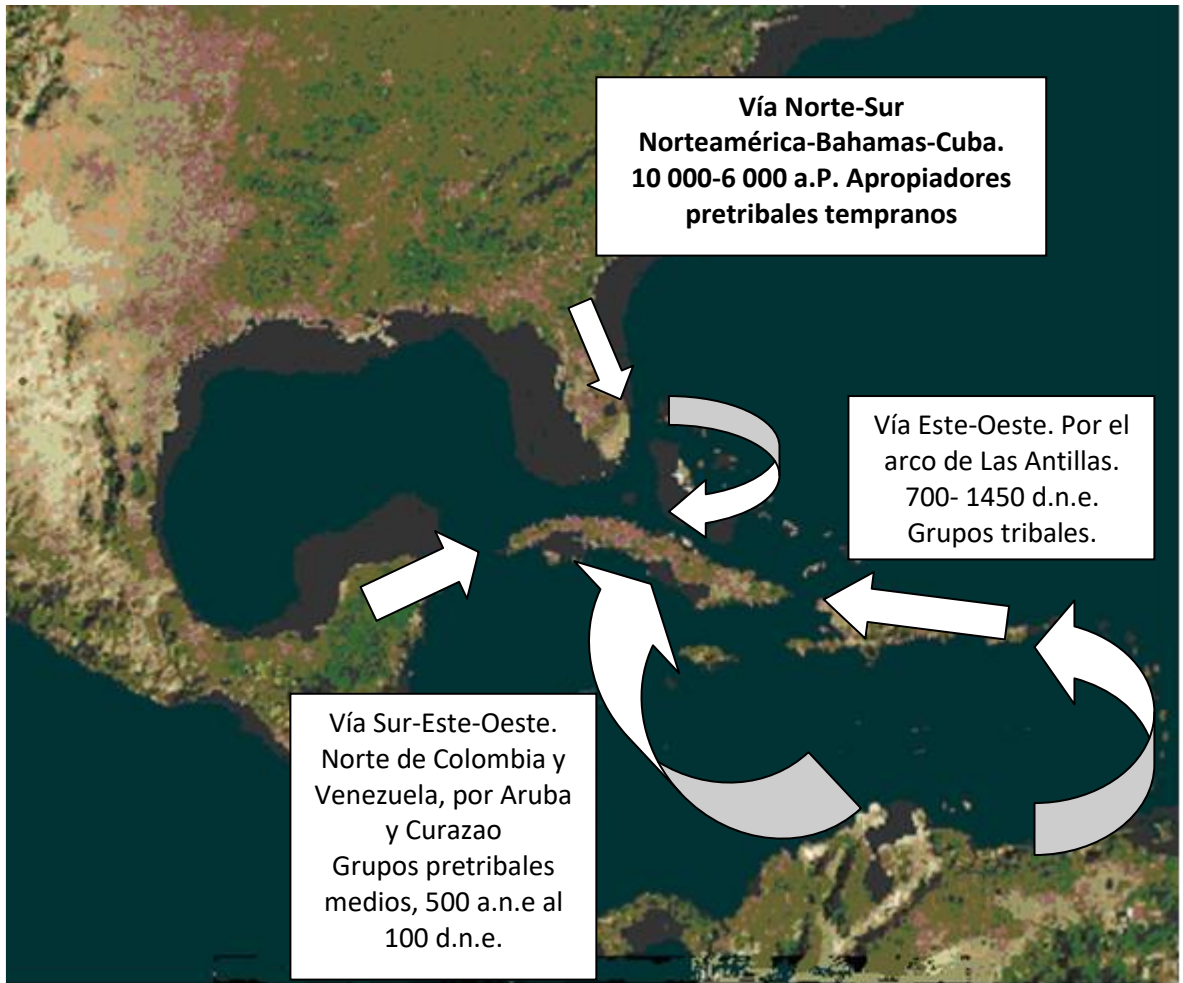 Vía Norte-Sur
Norteamérica-Bahamas-Cuba.
10 000-6 000 a.P. Apropiadores
pretribales tempranos
Vía Este-Oeste. Por el
arco de Las Antillas.
700- 1450 d.n.e.
Grupos tribales.
Vía Sur-Este-Oeste.
Norte de Colombia y
Venezuela, por Aruba
y Curazao
Grupos pretribales
medios, 500 a.n.e al
100 d.n.e.